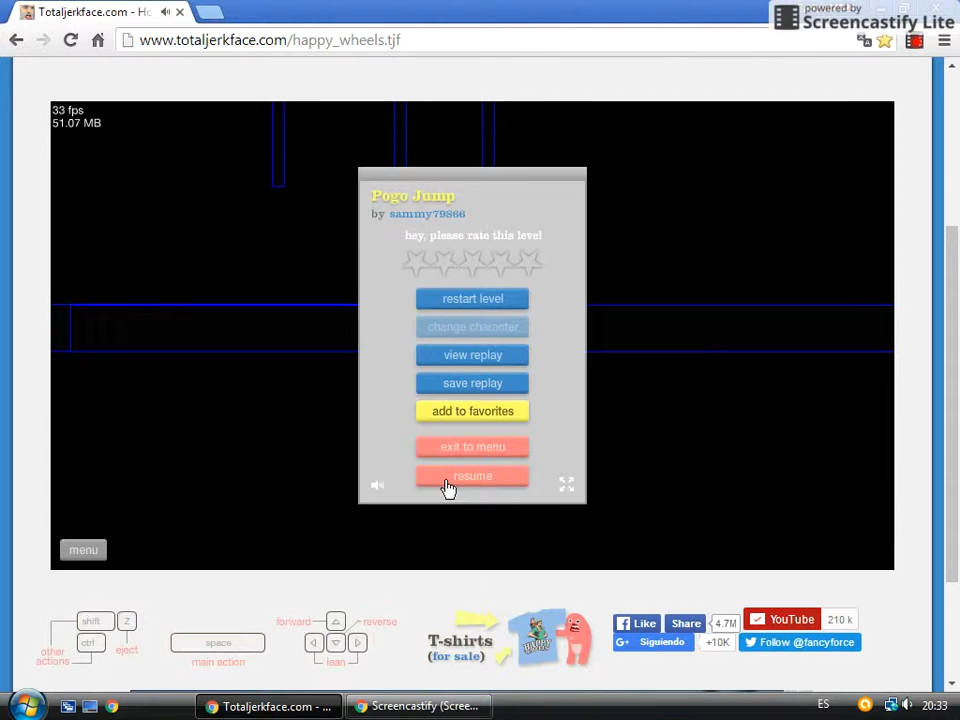 Totaljerkface.com - Ho
powered by
Screencastify Lite
www.totaljerkface.com/happy_wheels.tjf
33 fps
51.07 MB
Pogo Jump
by sammy79866
hey, please rate this level
restart level
change character
view replay
save replay
add to favorites
exit to menu
resume
menu
shift
Z
ctrl
eject
other
actions
space
main action
forward
reverse
lean
T-shirts
(for sale)
HAPPY
Like
Share
4.7M
YouTube
210 k
Siguiendo
+10K
Follow @fancyforce
Totaljerkface.com - ...
Screencastify (Scree...
ES
20:33